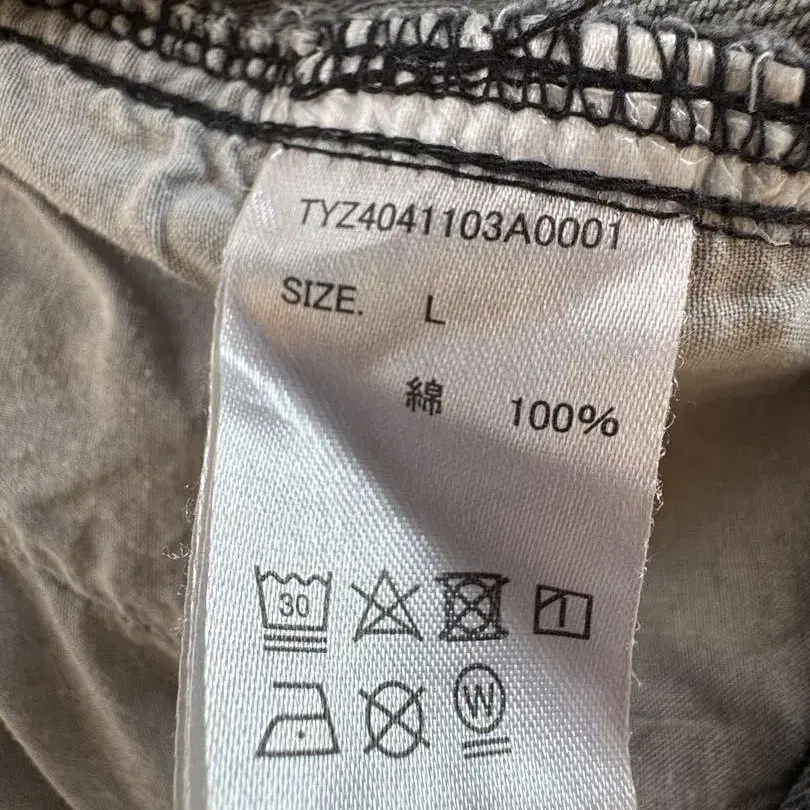 TYZ4041103A0001
SIZE. L
綿 100%
30
W